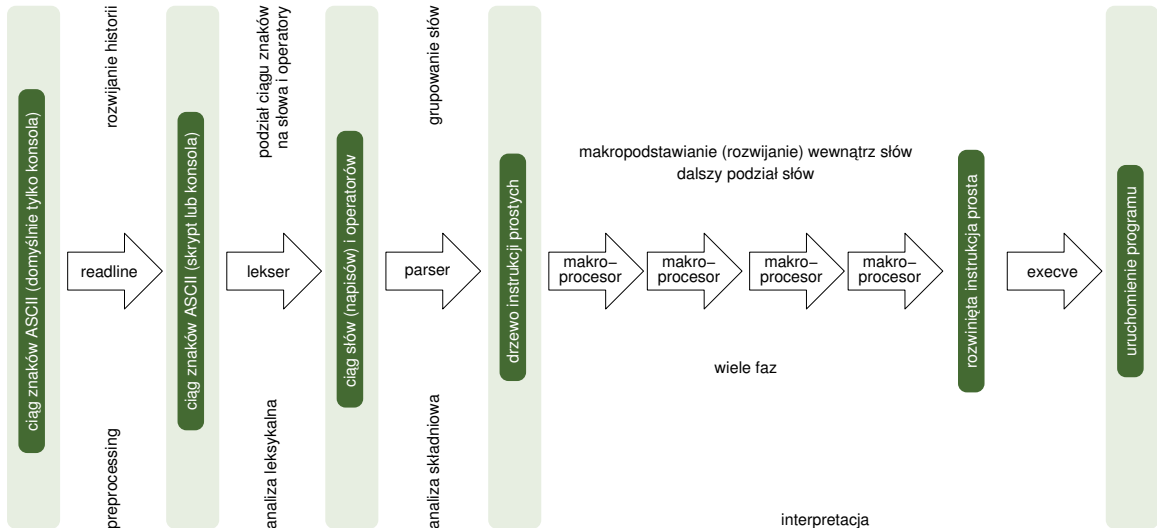 ciąg znaków ASCII (domyślnie tylko konsola)
rozwijanie historii
readline
preprocessing
ciąg znaków ASCII (skrypt lub konsola)
podział ciągu znaków
na słowa i operatory
lekser
analiza leksykalna
ciąg słów (napisów) i operatorów
grupowanie słów
parser
analiza składniowa
drzewo instrukcji prostych
makropodstawianie (rozwijanie) wewnątrz słów
dalszy podział słów
makro–
procesor
makro–
procesor
makro–
procesor
makro–
procesor
wiele faz
interpretacja
rozwinięta instrukcja prosta
execve
uruchomienie programu